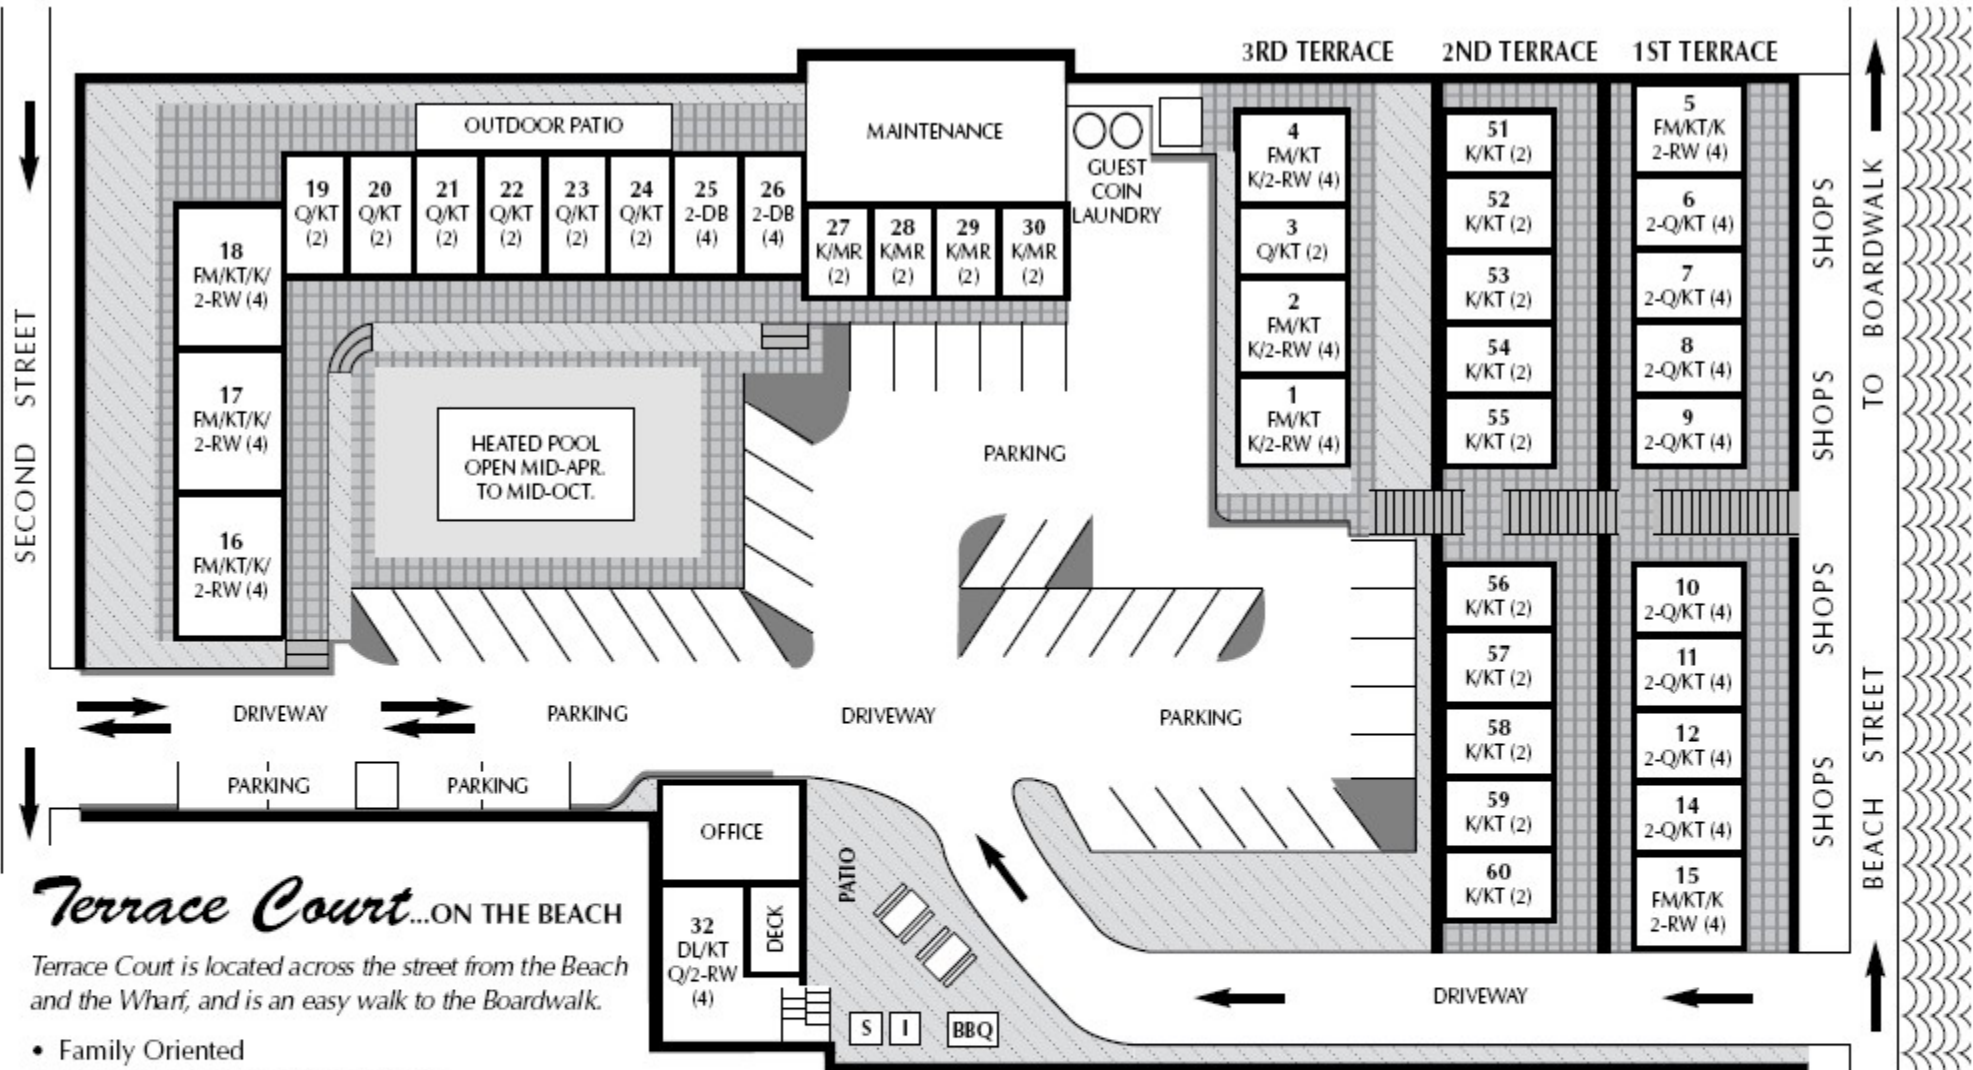 3RD TERRACE
2ND TERRACE
1ST TERRACE
OUTDOOR PATIO
MAINTENANCE
GUEST
COIN
LAUNDRY
18
FM/KT/K/
2-RW (4)
17
FM/KT/K/
2-RW (4)
16
FM/KT/K/
2-RW (4)
19
Q/KT
(2)
20
Q/KT
(2)
21
Q/KT
(2)
22
Q/KT
(2)
23
Q/KT
(2)
24
Q/KT
(2)
25
2-DB
(4)
26
2-DB
(4)
27
K/MR
(2)
28
K/MR
(2)
29
K/MR
(2)
30
K/MR
(2)
4
FM/KT
K/2-RW (4)
3
Q/KT (2)
2
FM/KT
K/2-RW (4)
1
FM/KT
K/2-RW (4)
51
K/KT (2)
52
K/KT (2)
53
K/KT (2)
54
K/KT (2)
55
K/KT (2)
56
K/KT (2)
57
K/KT (2)
58
K/KT (2)
59
K/KT (2)
60
K/KT (2)
5
FM/KT/K
2-RW (4)
6
2-Q/KT (4)
7
2-Q/KT (4)
8
2-Q/KT (4)
9
2-Q/KT (4)
10
2-Q/KT (4)
11
2-Q/KT (4)
12
2-Q/KT (4)
14
2-Q/KT (4)
15
FM/KT/K
2-RW (4)
SHOPS
SHOPS
SHOPS
SHOPS
BEACH STREET
TO BOARDWALK
SECOND STREET
HEATED POOL
OPEN MID-APR.
TO MID-OCT.
PARKING
DRIVEWAY
PARKING
DRIVEWAY
PARKING
PARKING
PARKING
OFFICE
PATIO
32
DL/KT
Q/2-RW
(4)
DECK
S
I
BBQ
DRIVEWAY
Terrace Court...ON THE BEACH
Terrace Court is located across the street from the Beach
and the Wharf, and is an easy walk to the Boardwalk.
• Family Oriented